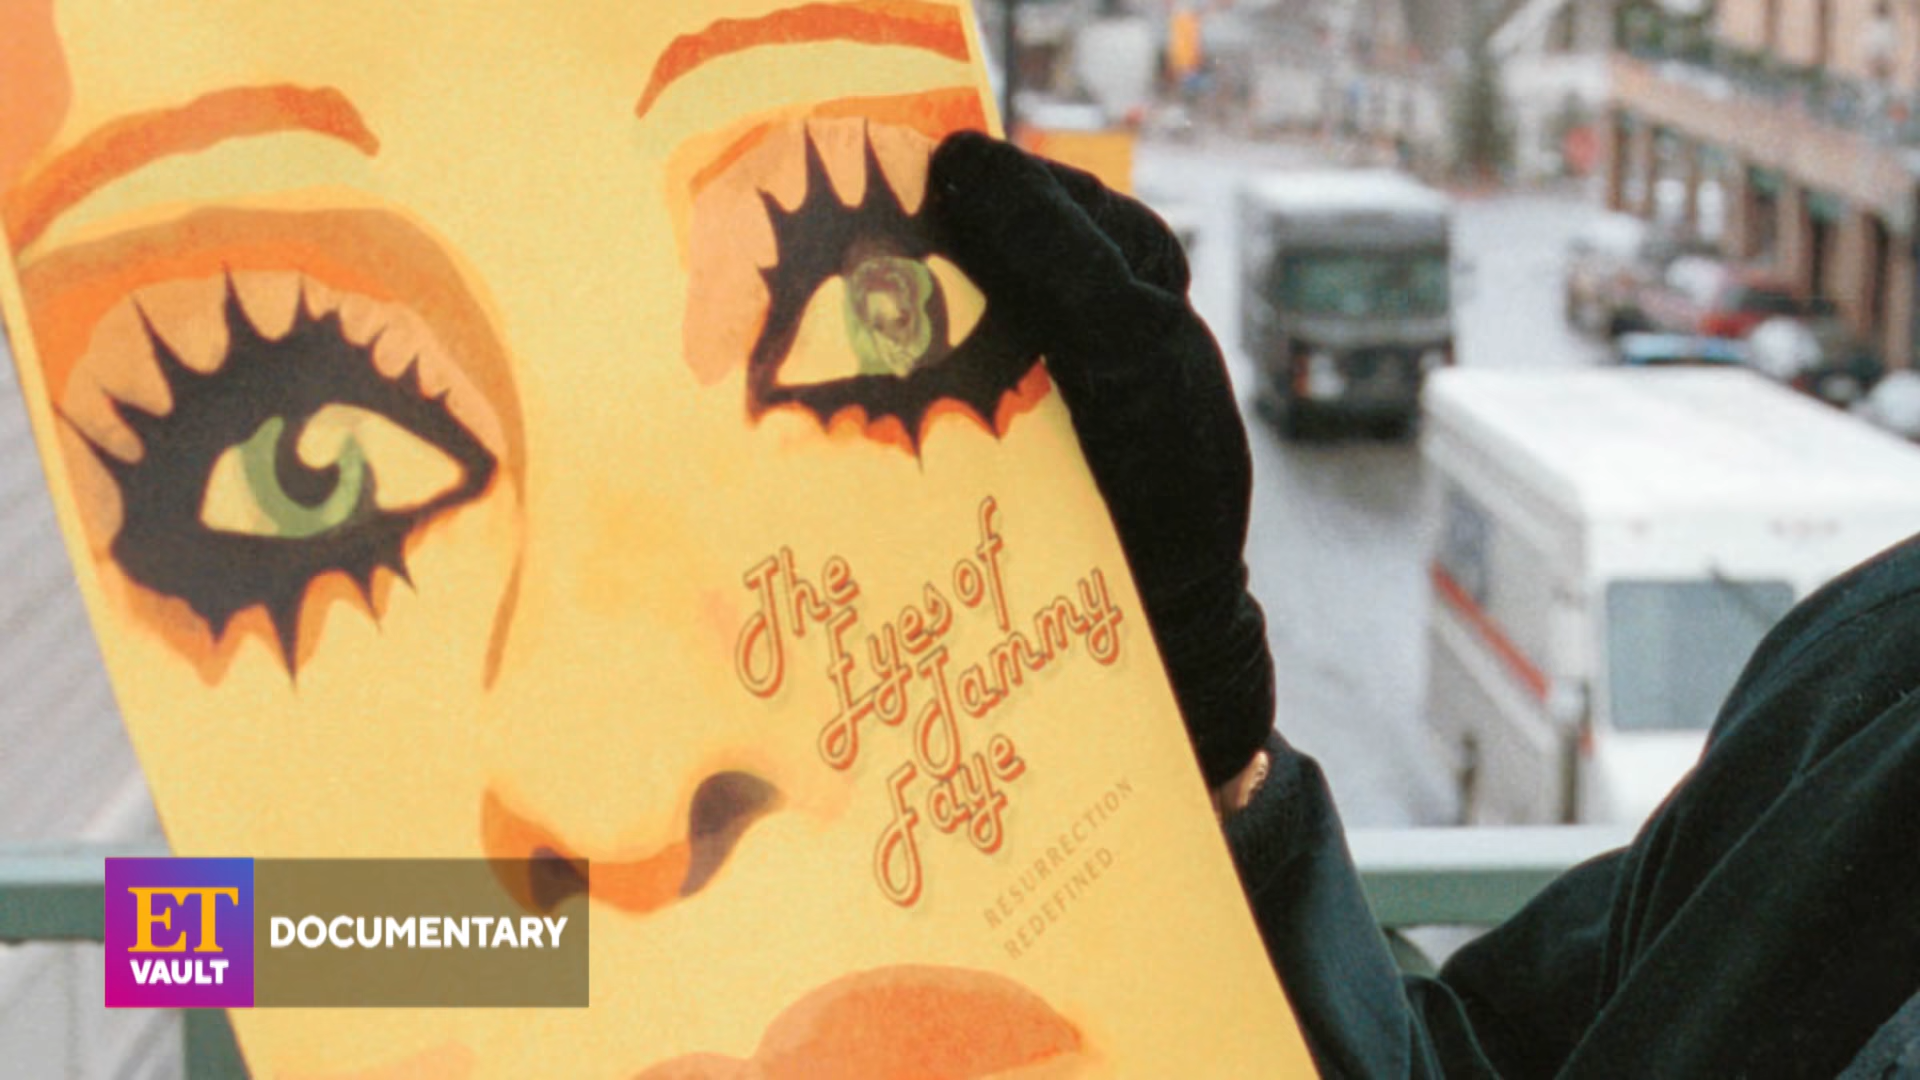 The
Eyes of
Tammy
Faye
RESURRECTION
REDEFINED
ET
VAULT
DOCUMENTARY